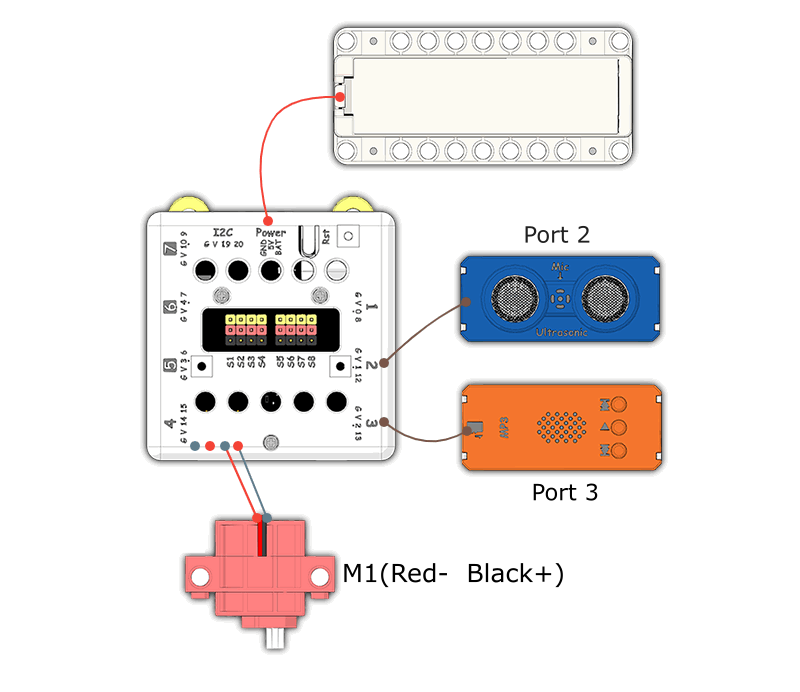 I2C
G V 19 20
Power
GND
5V
BAT
Rst
7
G V 10 9
6
G V 4 7
5
G V 3 6
4
G V 14 15
1
G V 0 8
2
G V 1 12
3
G V 2 13
S1 S2 S3 S4 S5 S6 S7 S8
Port 2
Mic
Ultrasonic
MP3
Port 3
M1(Red- Black+)